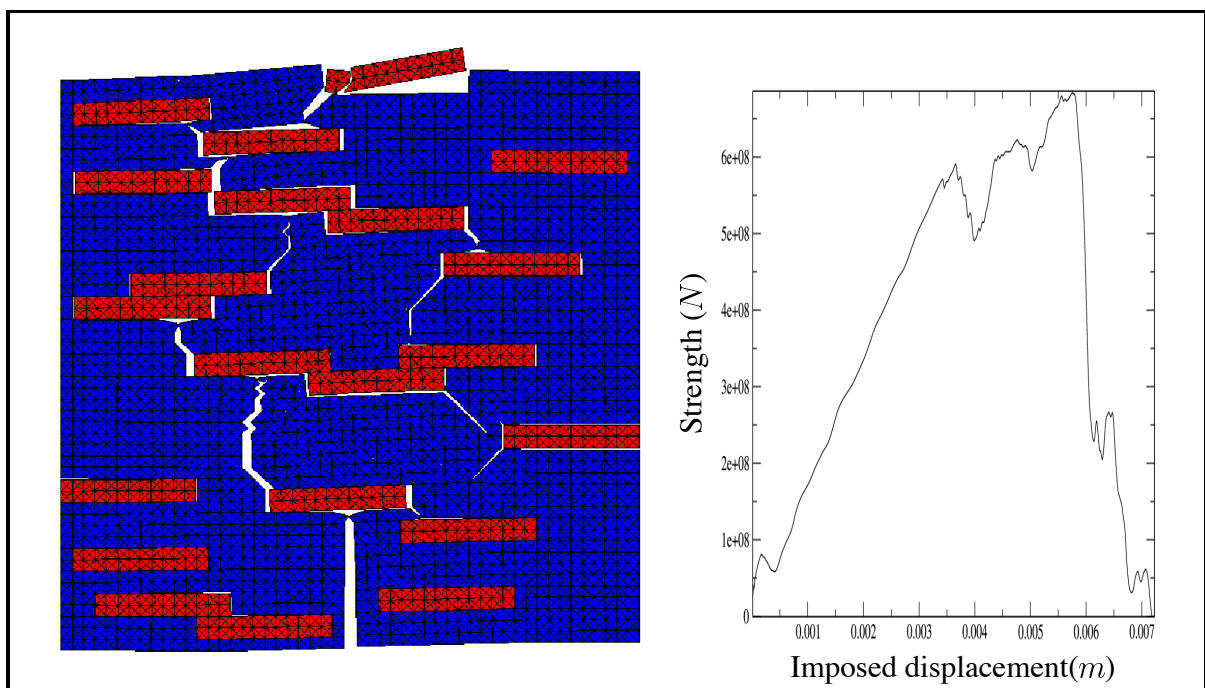 6e+08
5e+08
4e+08
3e+08
2e+08
1e+08
0
Strength (N)
0.001 0.002 0.003 0.004 0.005 0.006 0.007
Imposed displacement(m)